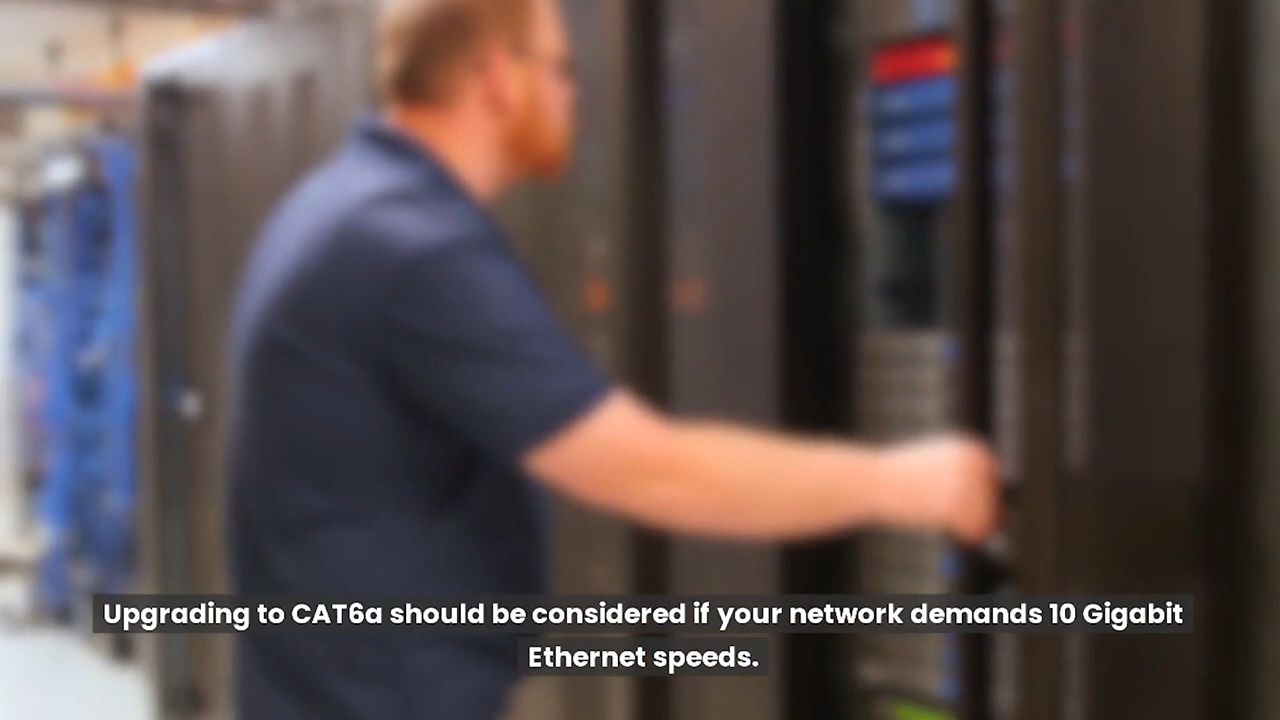 Upgrading to CAT6a should be considered if your network demands 10 Gigabit
Ethernet speeds.